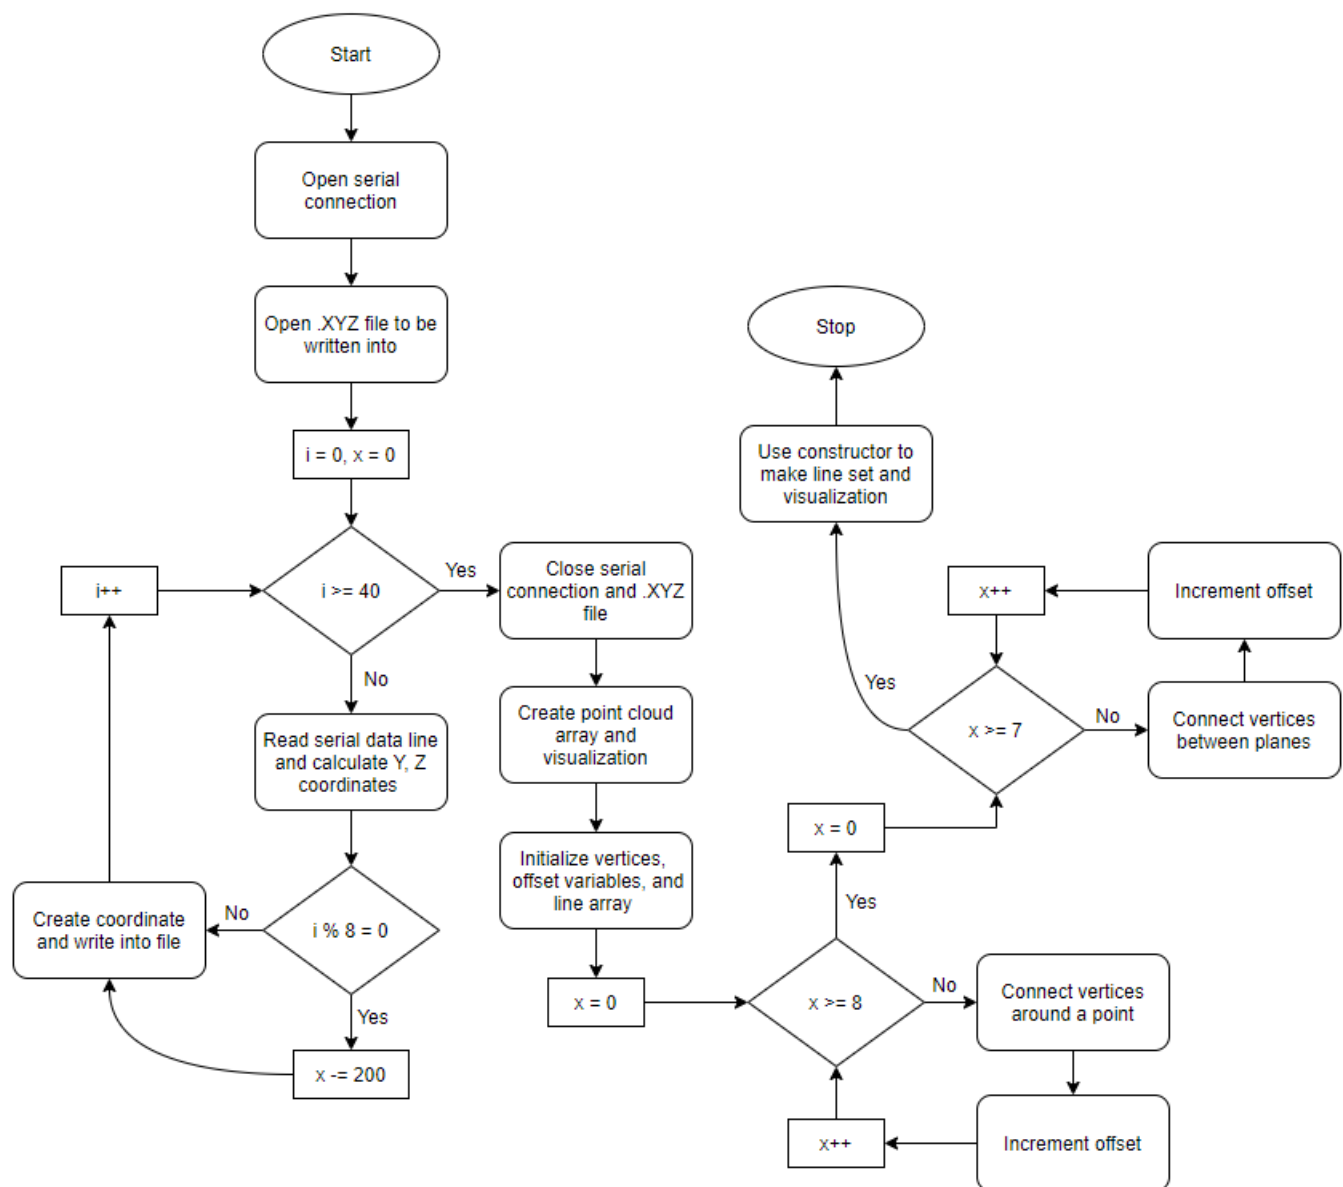 Start
Open serial
connection
Open .XYZ file to be
written into
i = 0, x = 0
i >= 40
Yes
No
i++
Read serial data line
and calculate Y, Z
coordinates
i % 8 = 0
No
Yes
Create coordinate
and write into file
x -= 200
Close serial
connection and .XYZ
file
Create point cloud
array and
visualization
Initialize vertices,
offset variables, and
line array
x = 0
x >= 8
No
Yes
Connect vertices
around a point
Increment offset
x++
x = 0
x >= 7
No
Yes
Connect vertices
between planes
Increment offset
x++
Use constructor to
make line set and
visualization
Stop